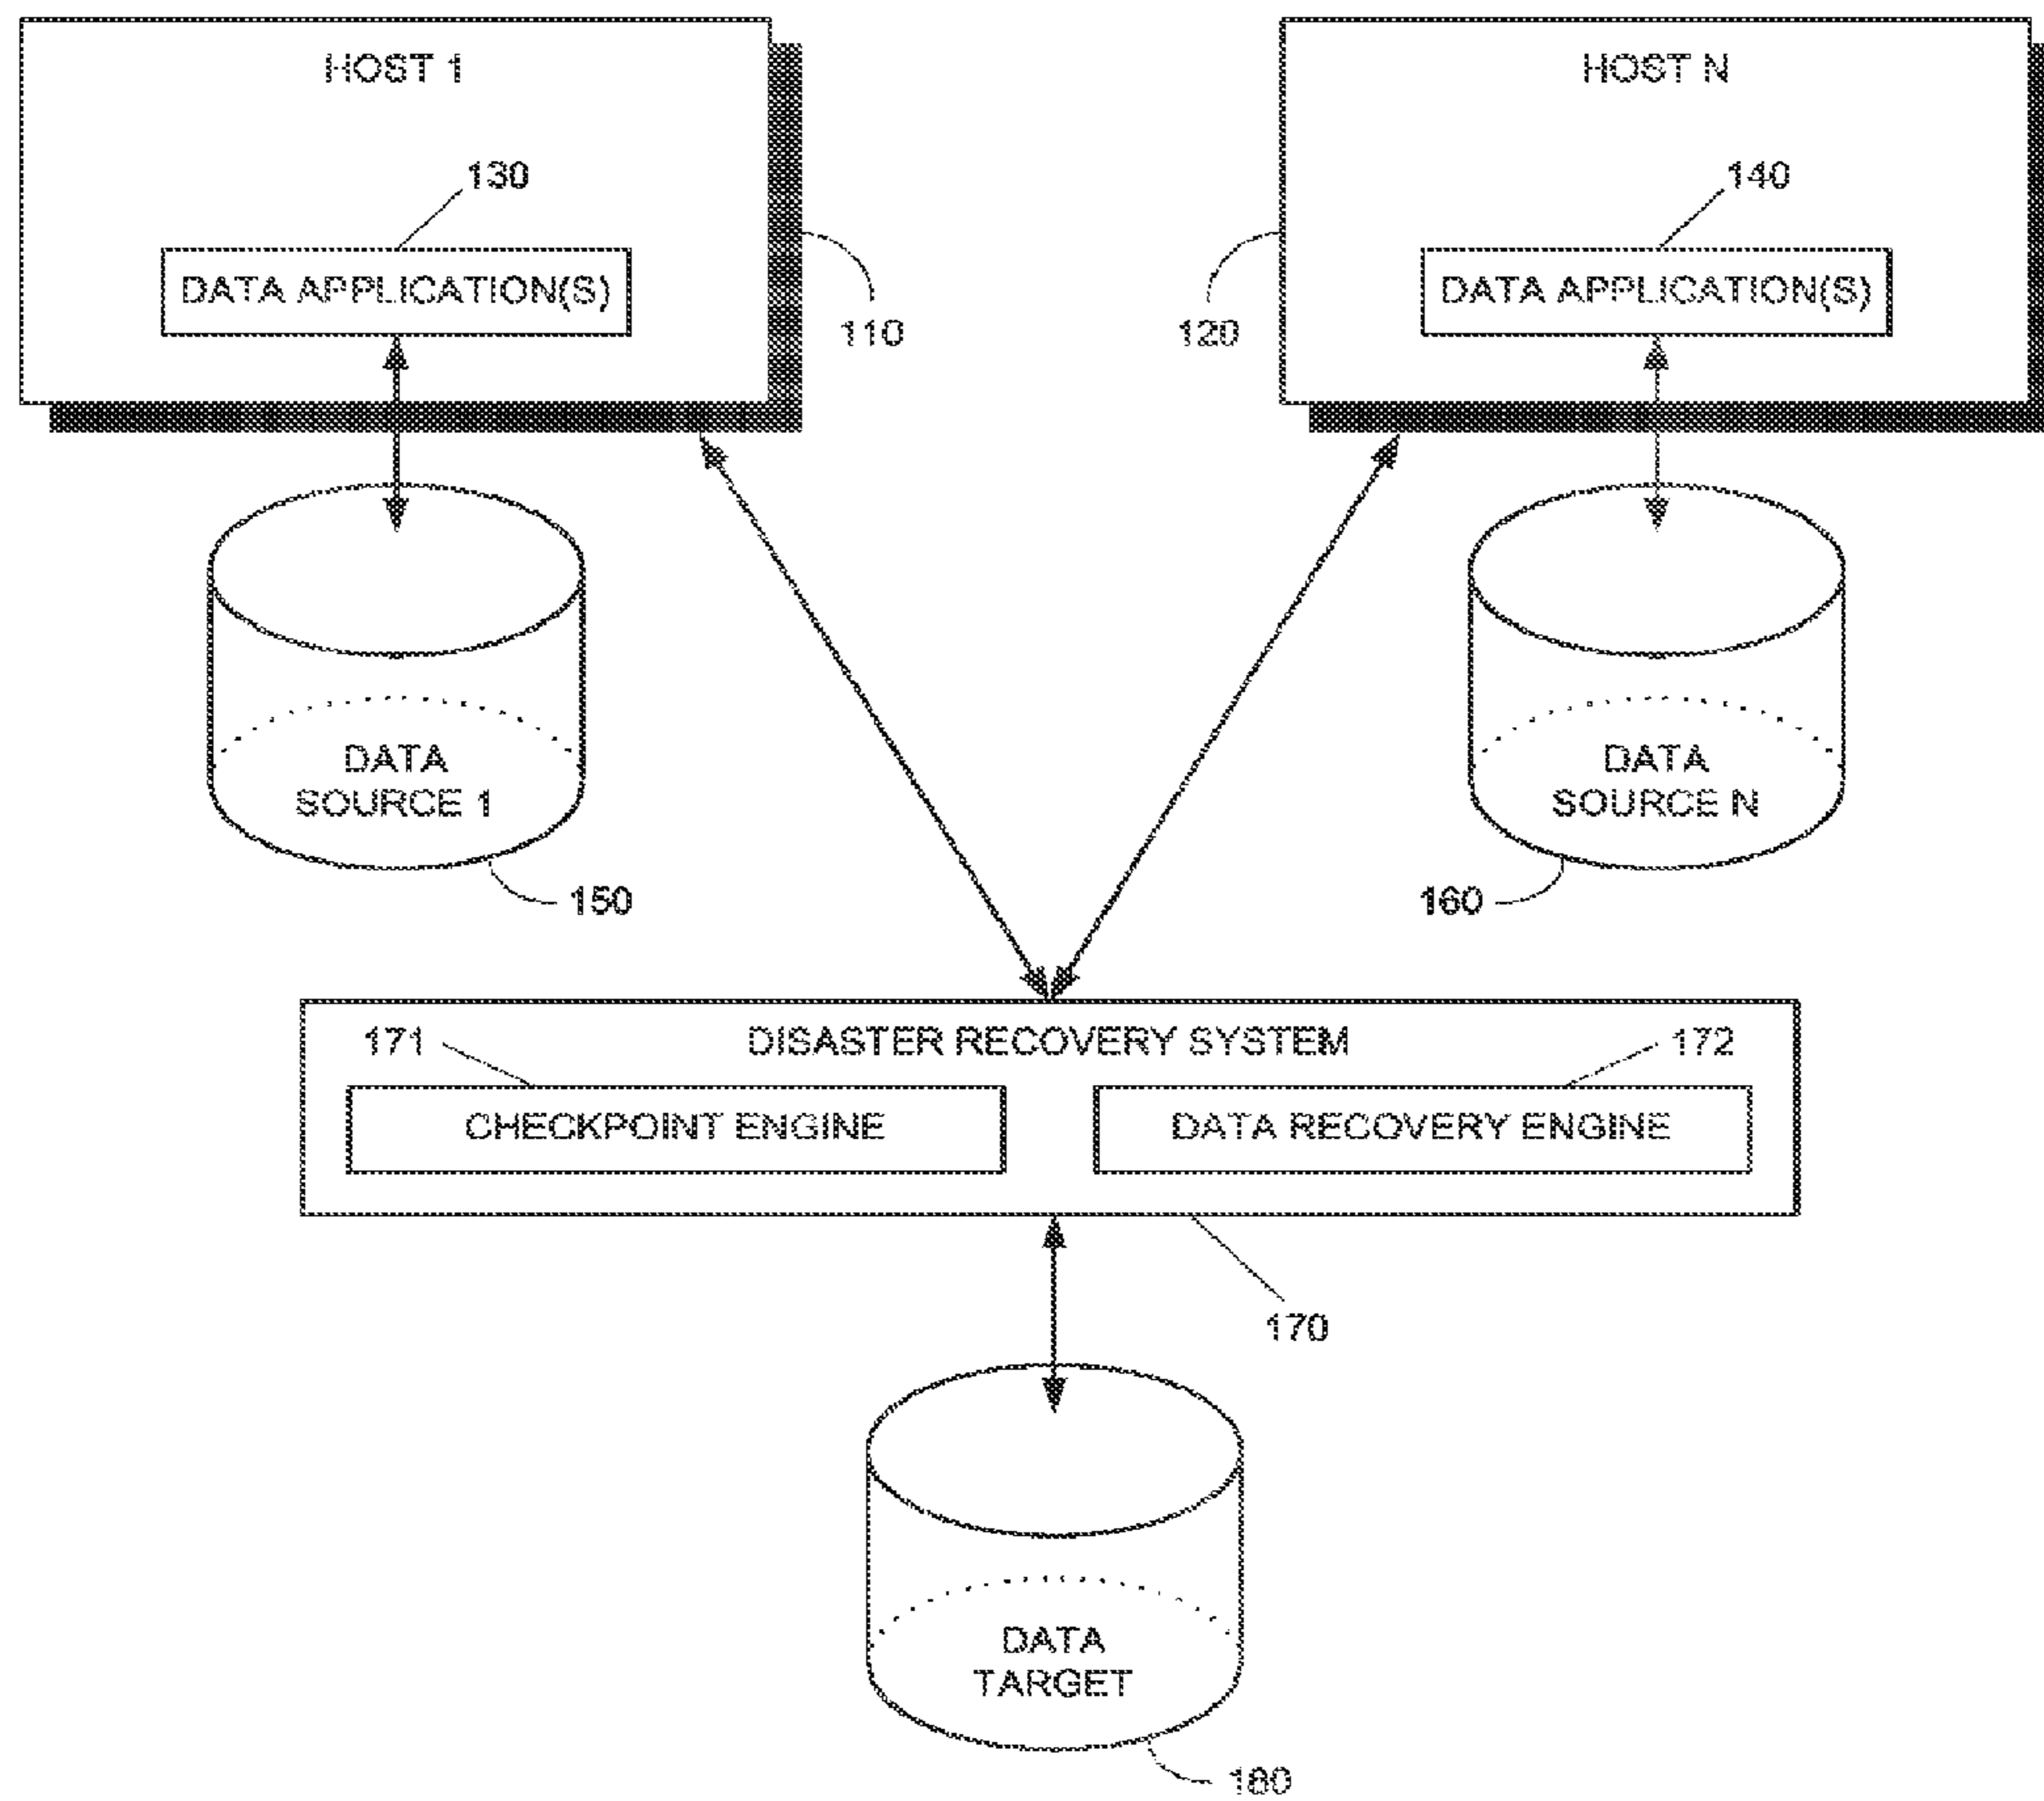 HOST 1
HOST N
130
140
DATA APPLICATION(S)
DATA APPLICATION(S)
110
120
DATA
SOURCE 1
DATA
SOURCE N
150
160
171
DISASTER RECOVERY SYSTEM
172
CHECKPOINT ENGINE
DATA RECOVERY ENGINE
170
DATA
TARGET
180